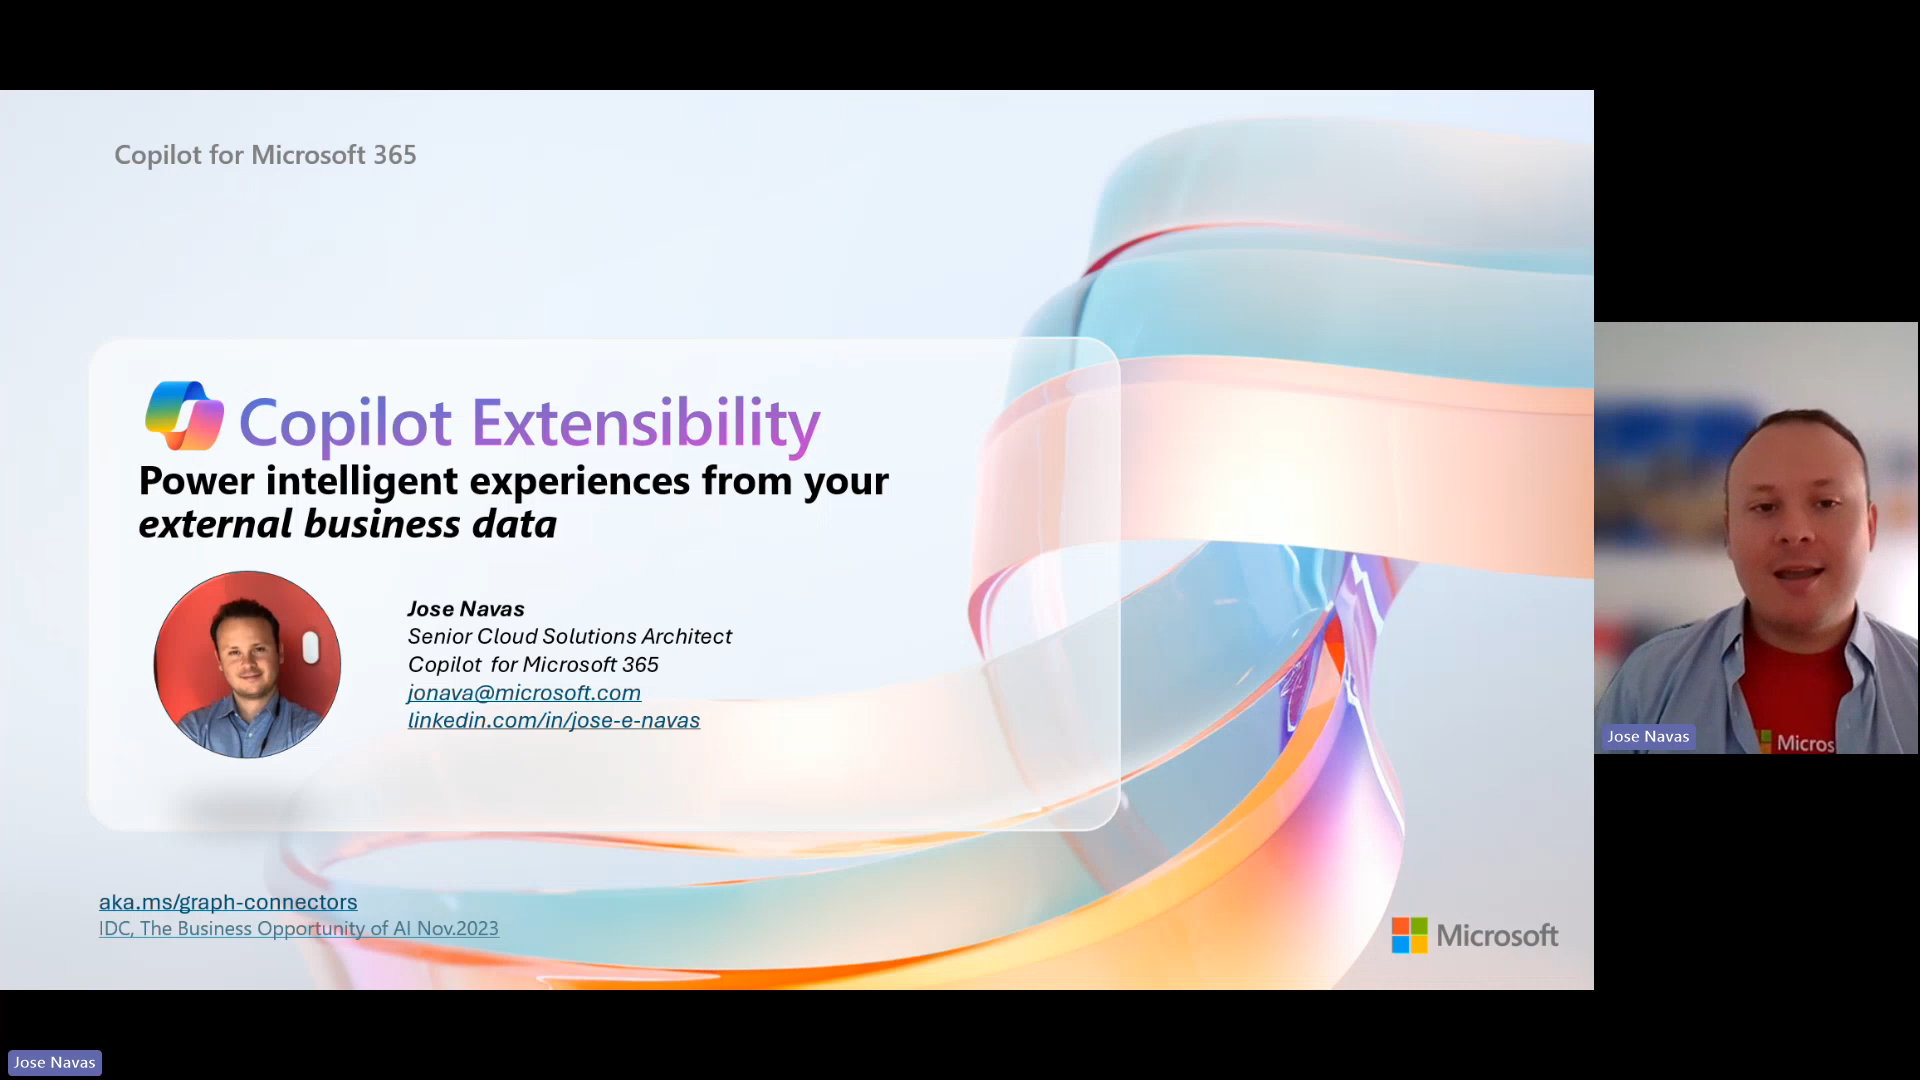 Copilot for Microsoft 365
Copilot Extensibility
Power intelligent experiences from your
external business data
Jose Navas
Senior Cloud Solutions Architect
Copilot for Microsoft 365
jonava@microsoft.com
linkedin.com/in/jose-e-navas
aka.ms/graph-connectors
IDC, The Business Opportunity of AI Nov.2023
Microsoft
Jose Navas
Micros
Jose Navas